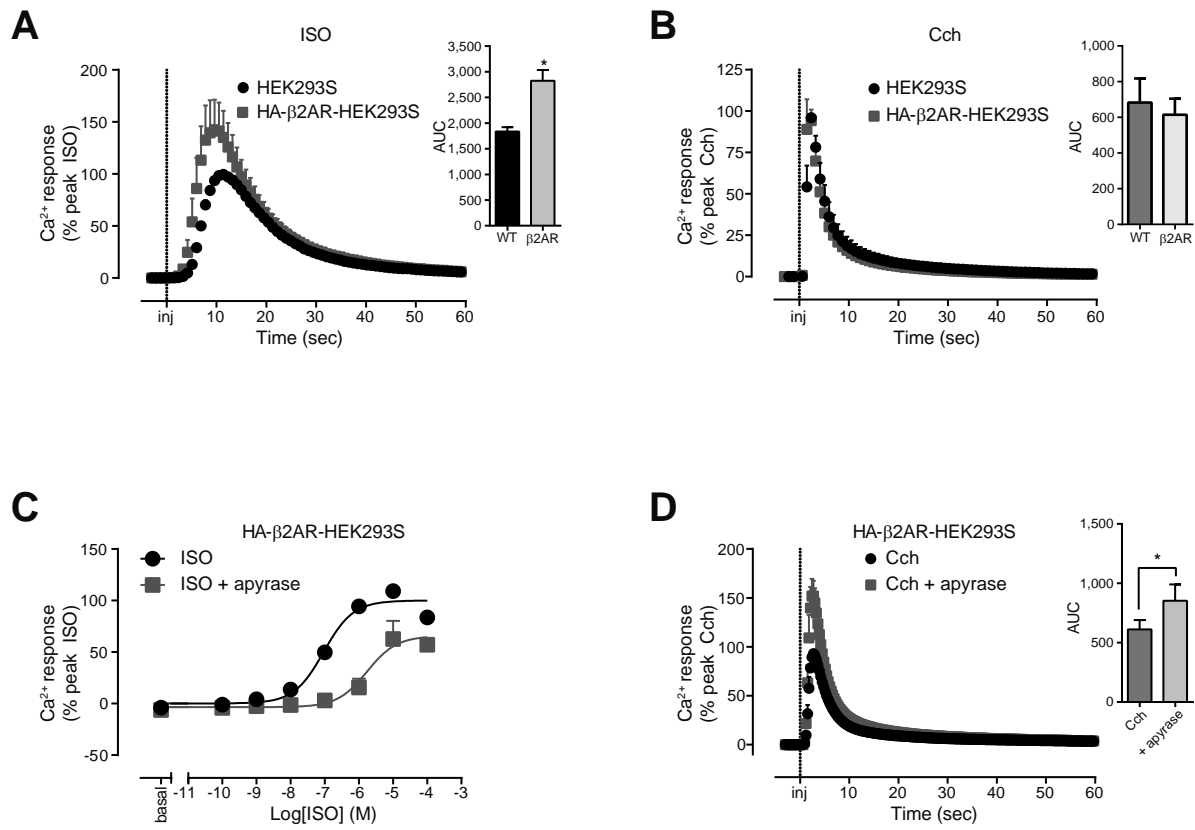 A
ISO
HEK293S
HA-β2AR-HEK293S
Ca²⁺ response
(% peak ISO)
200
150
100
50
0
inj
10
20
30
40
50
60
Time (sec)
AUC
3,500
3,000
2,500
2,000
1,500
1,000
500
0
*
WT
β2AR
B
Cch
HEK293S
HA-β2AR-HEK293S
Ca²⁺ response
(% peak Cch)
125
100
75
50
25
0
inj
10
20
30
40
50
60
Time (sec)
AUC
1,000
800
600
400
200
0
WT
β2AR
C
HA-β2AR-HEK293S
ISO
ISO + apyrase
Ca²⁺ response
(% peak ISO)
150
100
50
0
-50
basal
-11
-10
-9
-8
-7
-6
-5
-4
-3
Log[ISO] (M)
D
HA-β2AR-HEK293S
Cch
Cch + apyrase
Ca²⁺ response
(% peak Cch)
200
150
100
50
0
inj
10
20
30
40
50
60
Time (sec)
AUC
1,500
1,000
500
0
*
Cch
+ apyrase